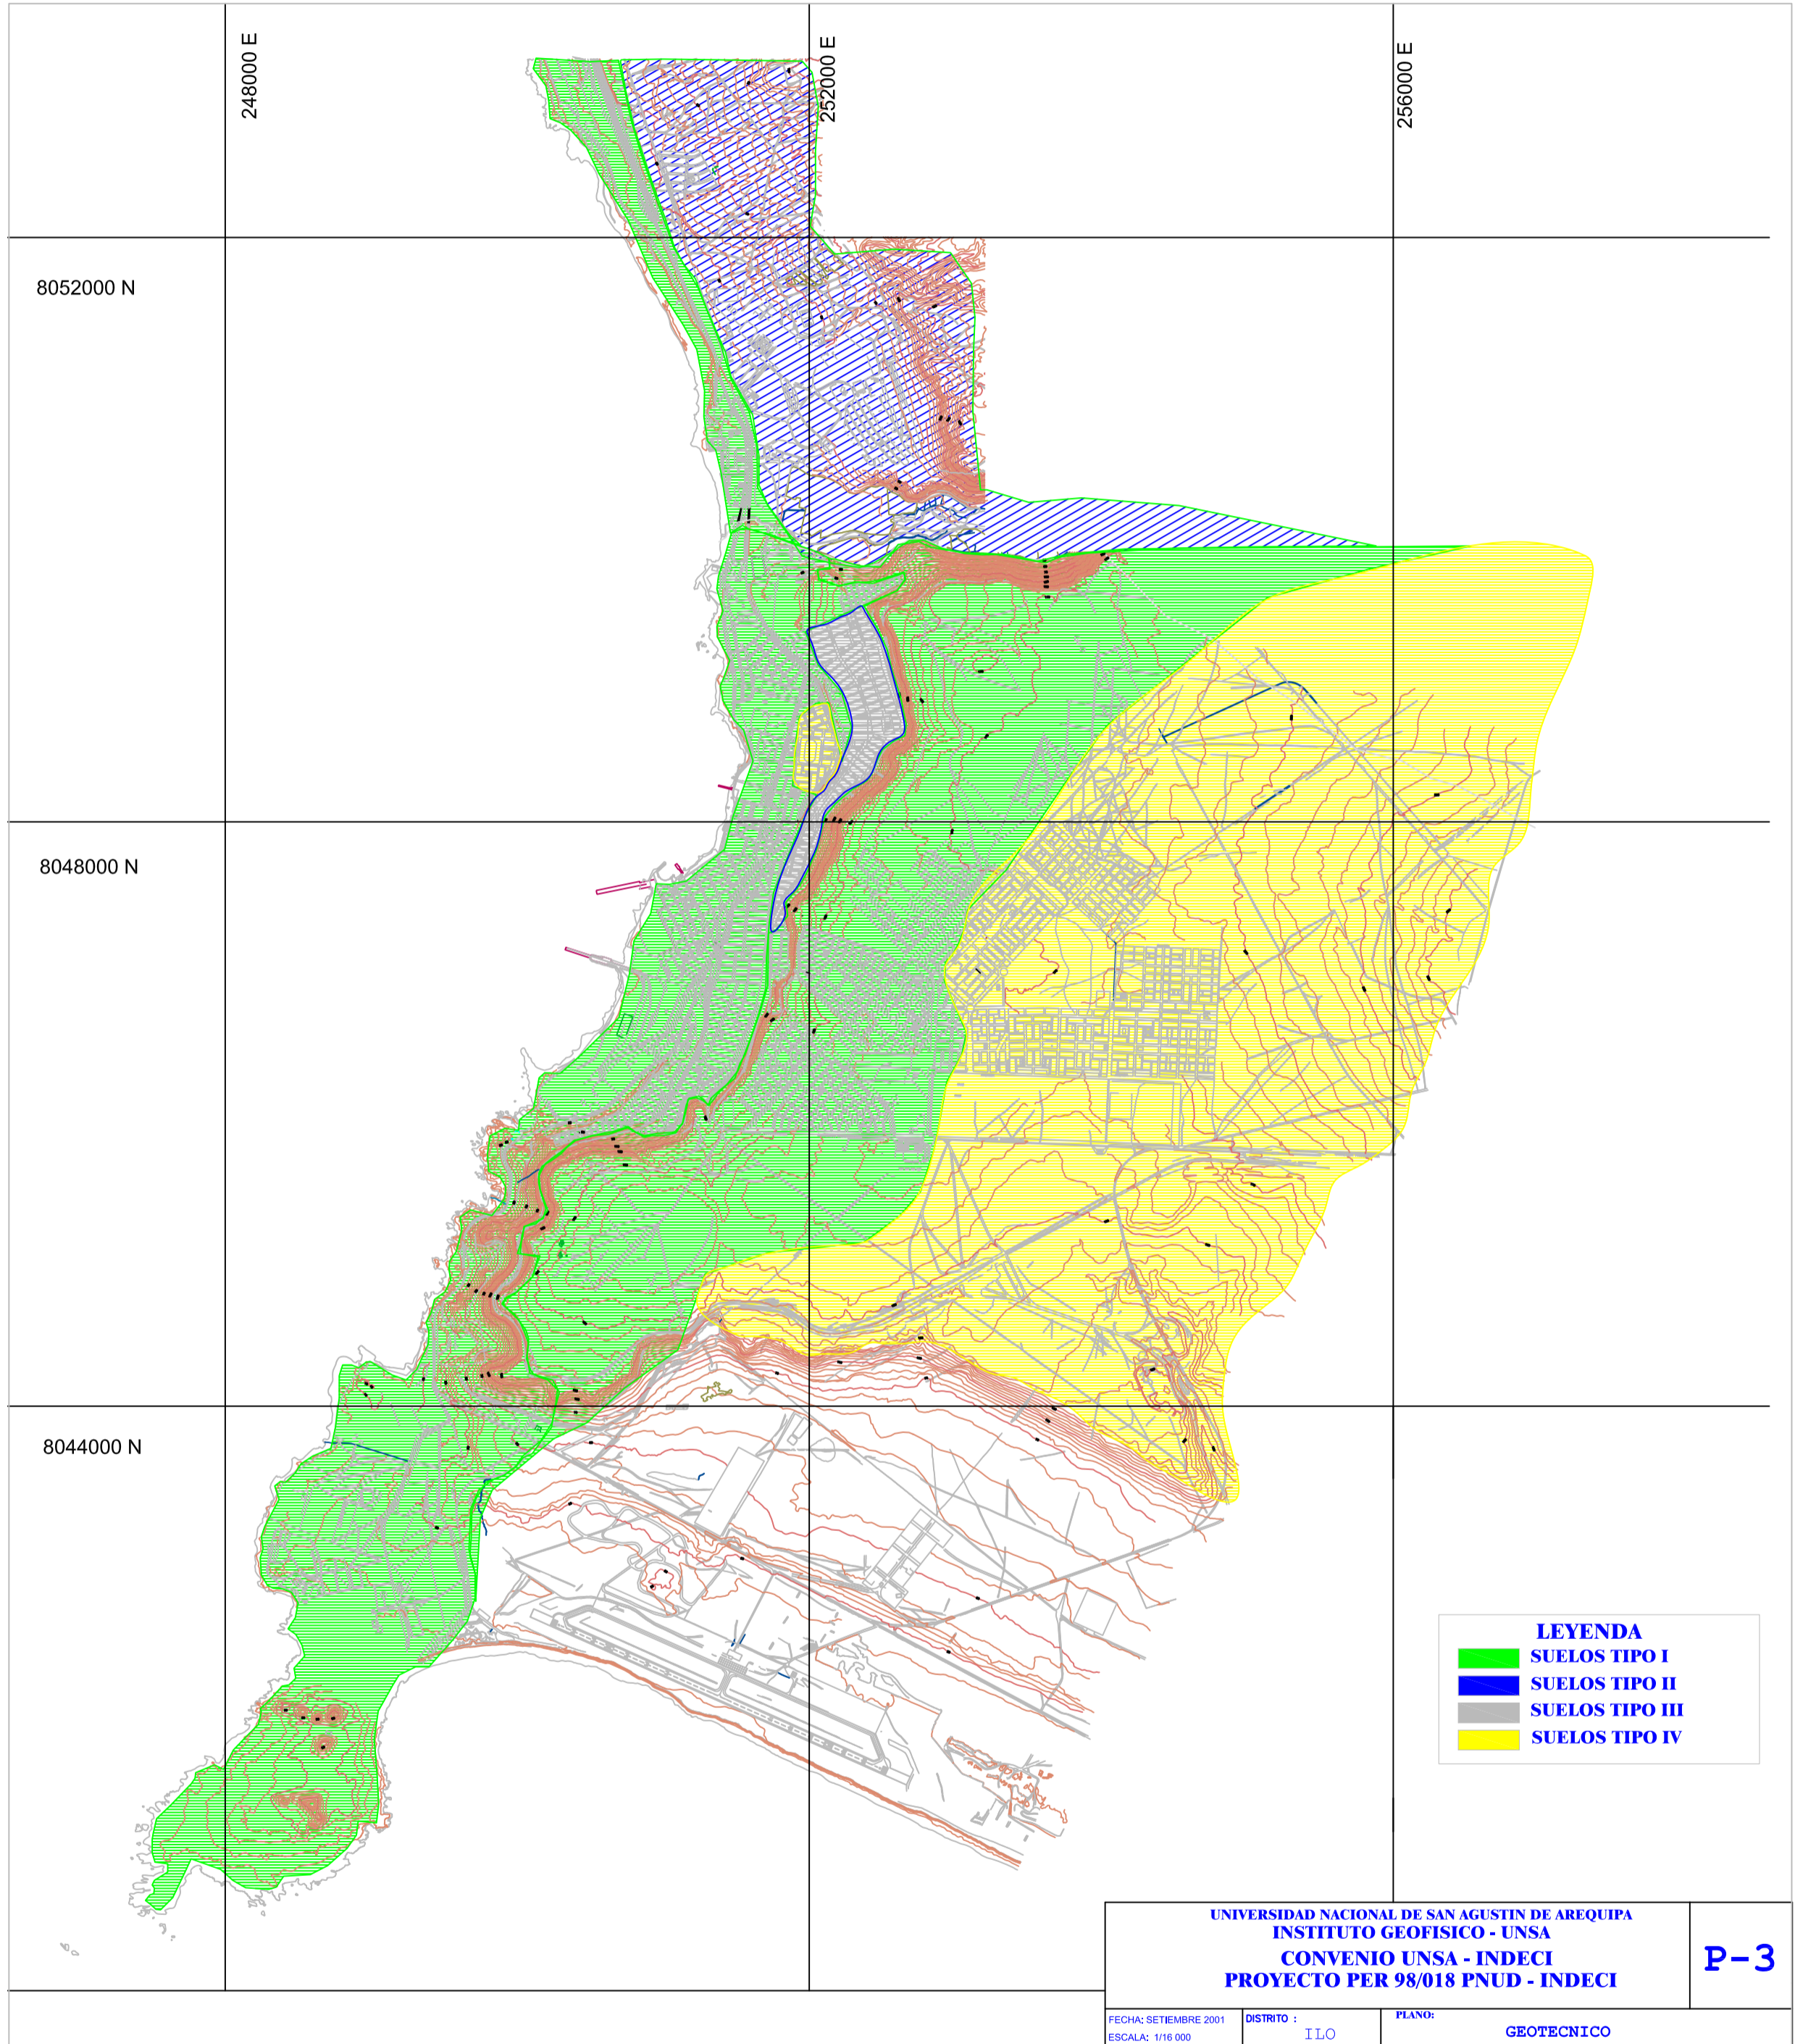 248000 E
252000 E
256000 E
8052000 N
8048000 N
8044000 N
LEYENDA
SUELOS TIPO I
SUELOS TIPO II
SUELOS TIPO III
SUELOS TIPO IV
UNIVERSIDAD NACIONAL DE SAN AGUSTIN DE AREQUIPA
INSTITUTO GEOFISICO - UNSA
CONVENIO UNSA - INDECI
PROYECTO PER 98/018 PNUD - INDECI
P-3
FECHA: SETIEMBRE 2001
ESCALA: 1/16 000
DISTRITO :
ILO
PLANO:
GEOTECNICO